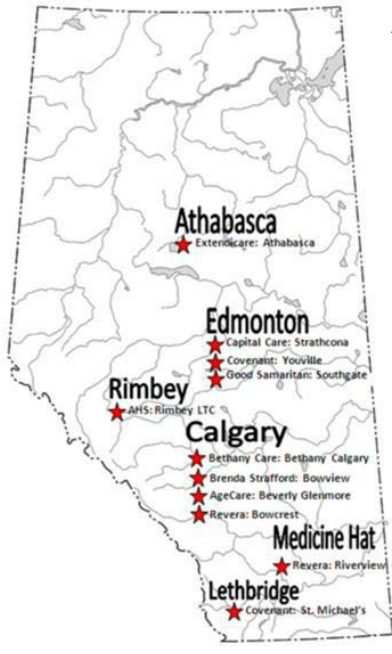 Athabasca
Extendicare: Athabasca
Edmonton
Capital Care: Strathcona
Covenant: Youville
Good Samaritan: Southgate
Rimbey
AHS: Rimbey LTC
Calgary
Bethany Care: Bethany Calgary
Brenda Strafford: Bowview
AgeCare: Beverly Glenmore
Revera: Bowcrest
Medicine Hat
Revera: Riverview
Lethbridge
Covenant: St. Michael's